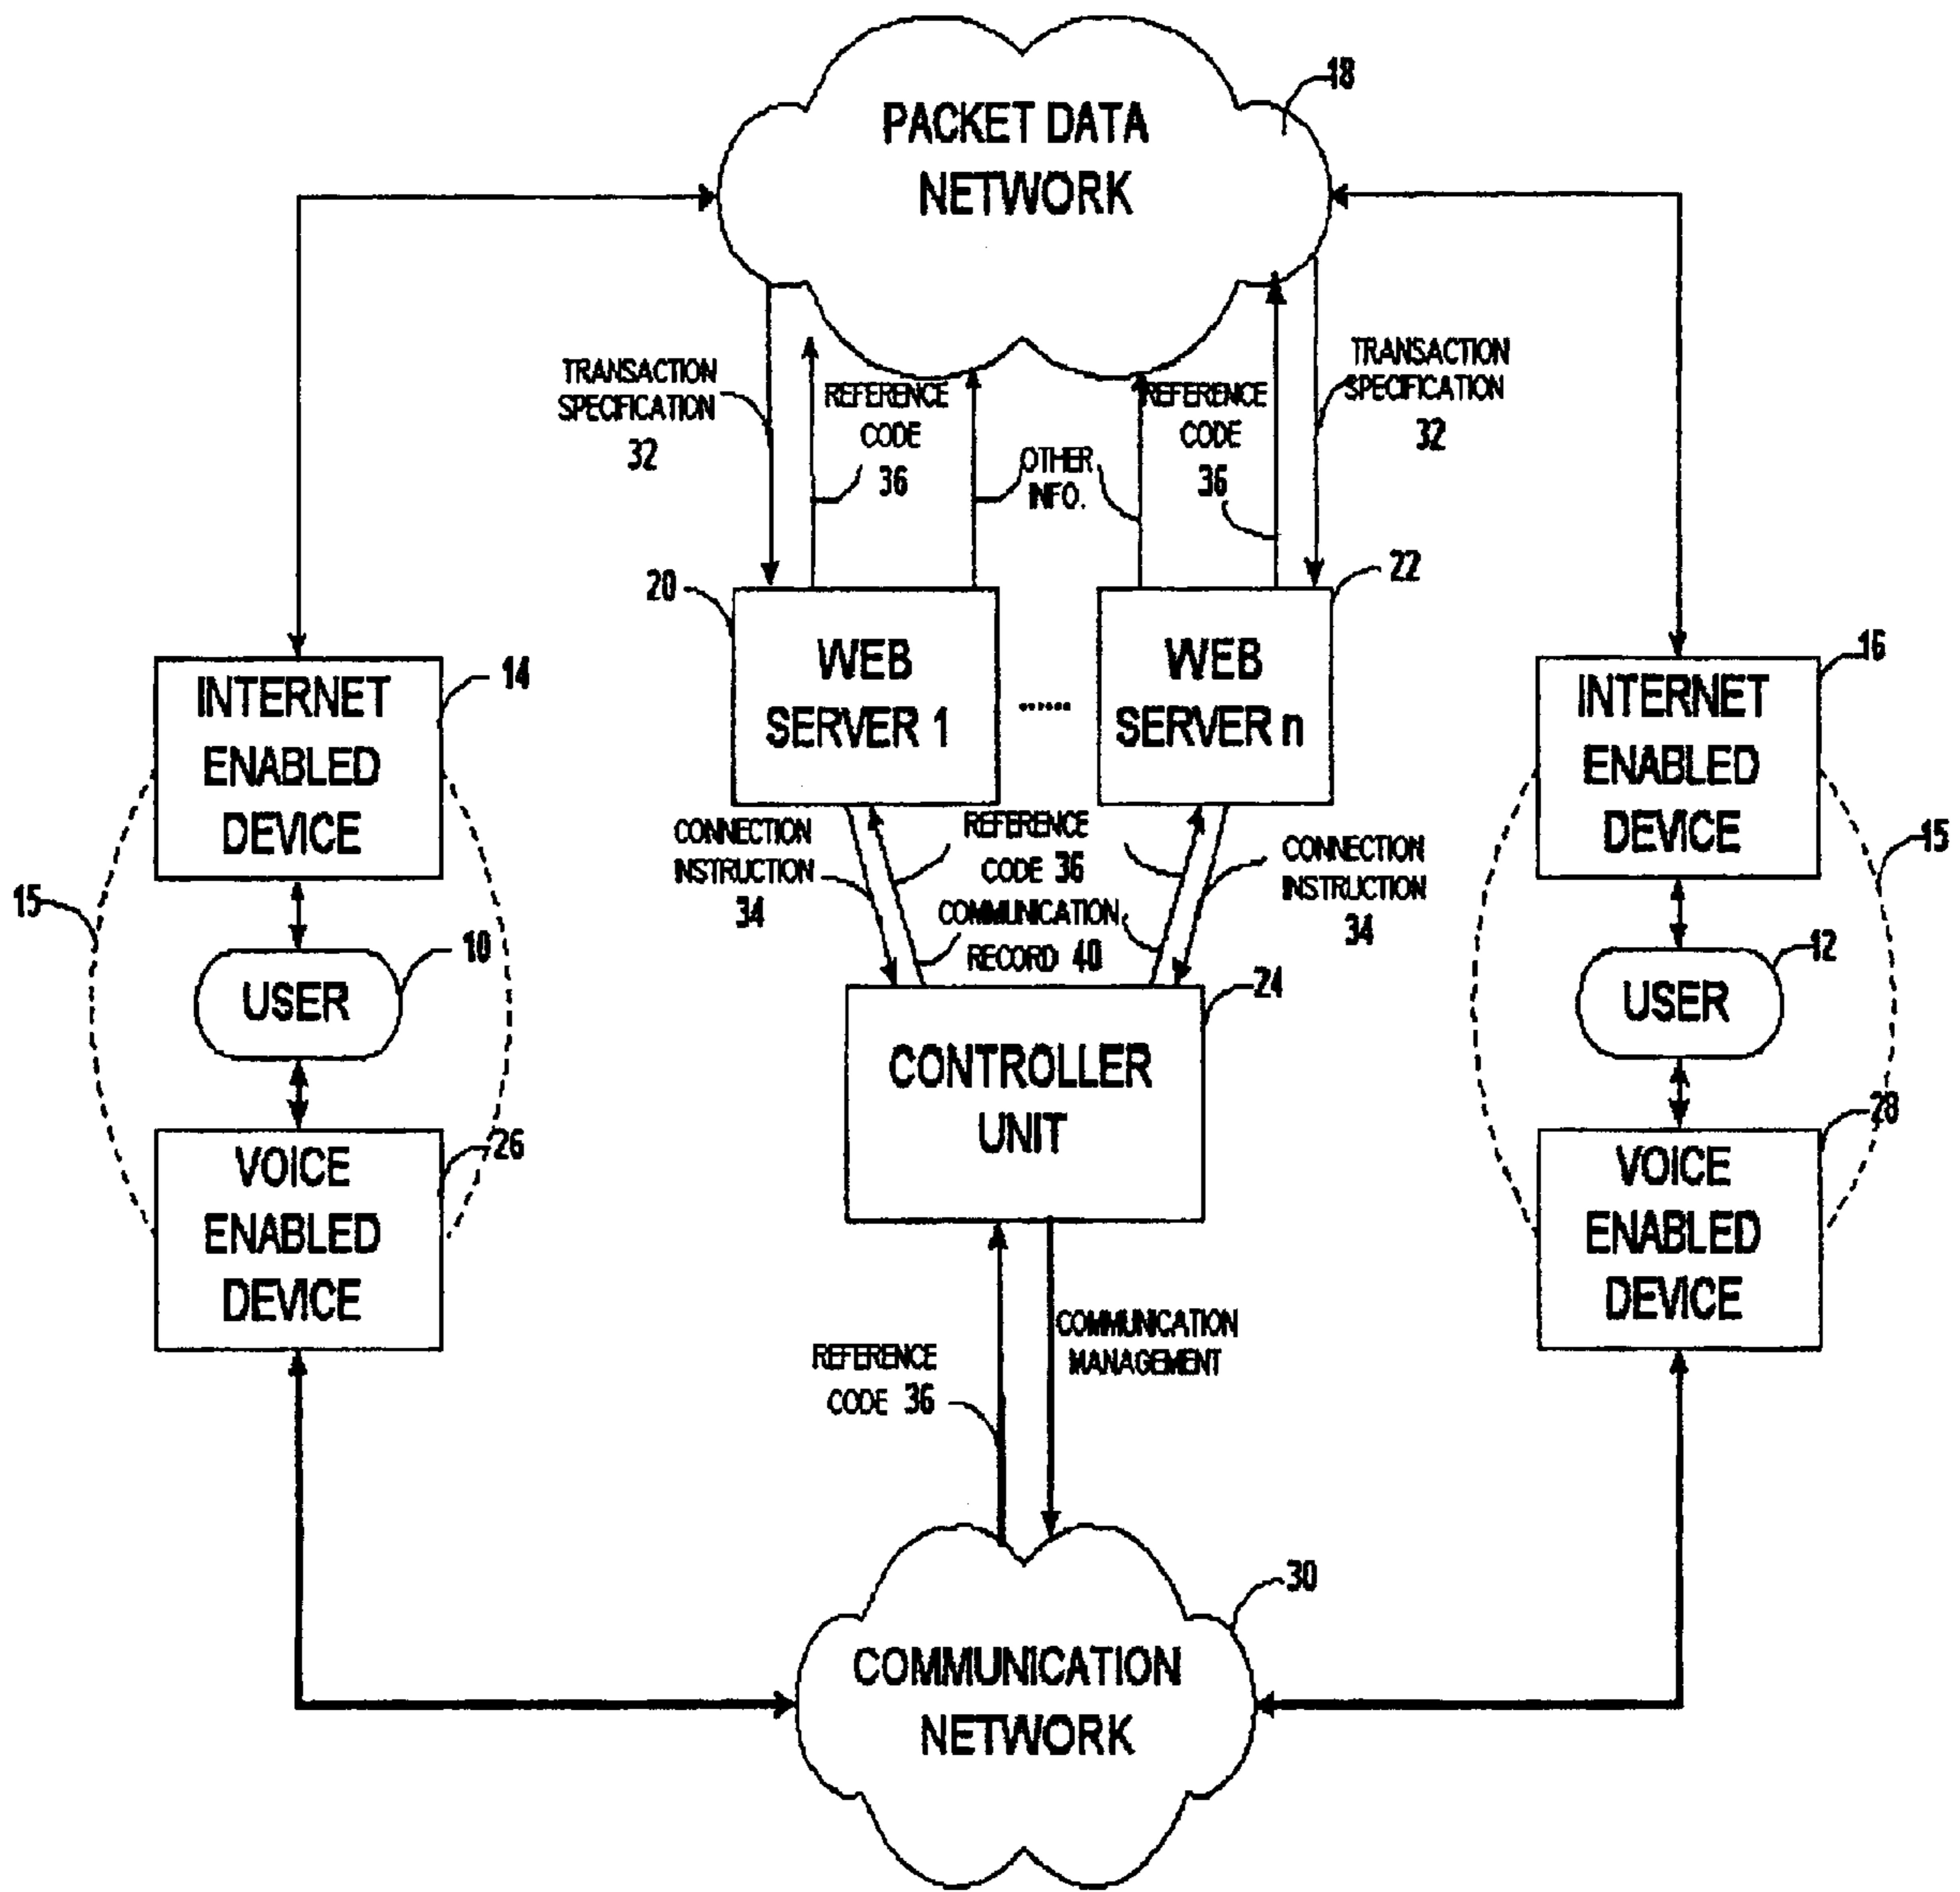 18
PACKET DATA
NETWORK
TRANSACTION
SPECIFICATION
32
REFERENCE
CODE
36
OTHER
INFO.
REFERENCE
CODE
36
TRANSACTION
SPECIFICATION
32
20
WEB
SERVER 1
......
22
WEB
SERVER n
14
INTERNET
ENABLED
DEVICE
16
INTERNET
ENABLED
DEVICE
CONNECTION
INSTRUCTION
34
REFERENCE
CODE 36
COMMUNICATION
RECORD 40
CONNECTION
INSTRUCTION
34
15
15
10
USER
12
USER
24
CONTROLLER
UNIT
26
VOICE
ENABLED
DEVICE
28
VOICE
ENABLED
DEVICE
REFERENCE
CODE 36
COMMUNICATION
MANAGEMENT
30
COMMUNICATION
NETWORK